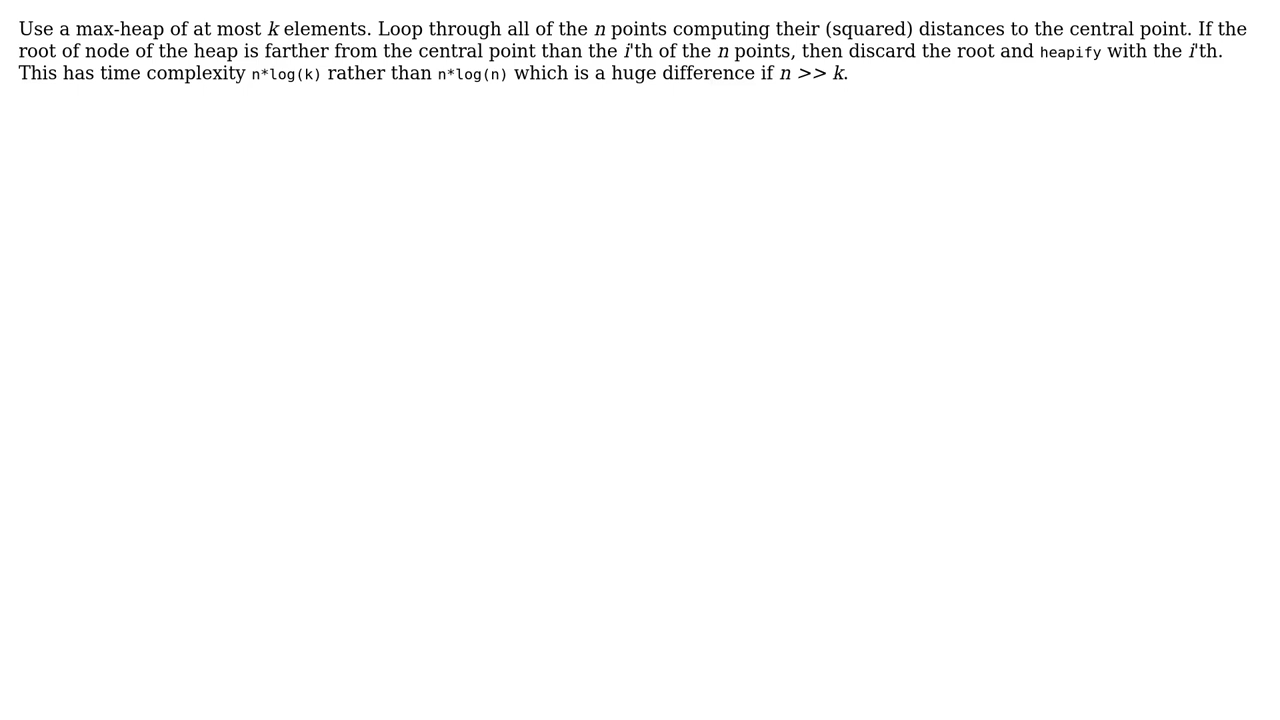 Use a max-heap of at most k elements. Loop through all of the n points computing their (squared) distances to the central point. If the
root of node of the heap is farther from the central point than the i'th of the n points, then discard the root and heapify with the i'th.
This has time complexity n*log(k) rather than n*log(n) which is a huge difference if n >> k.